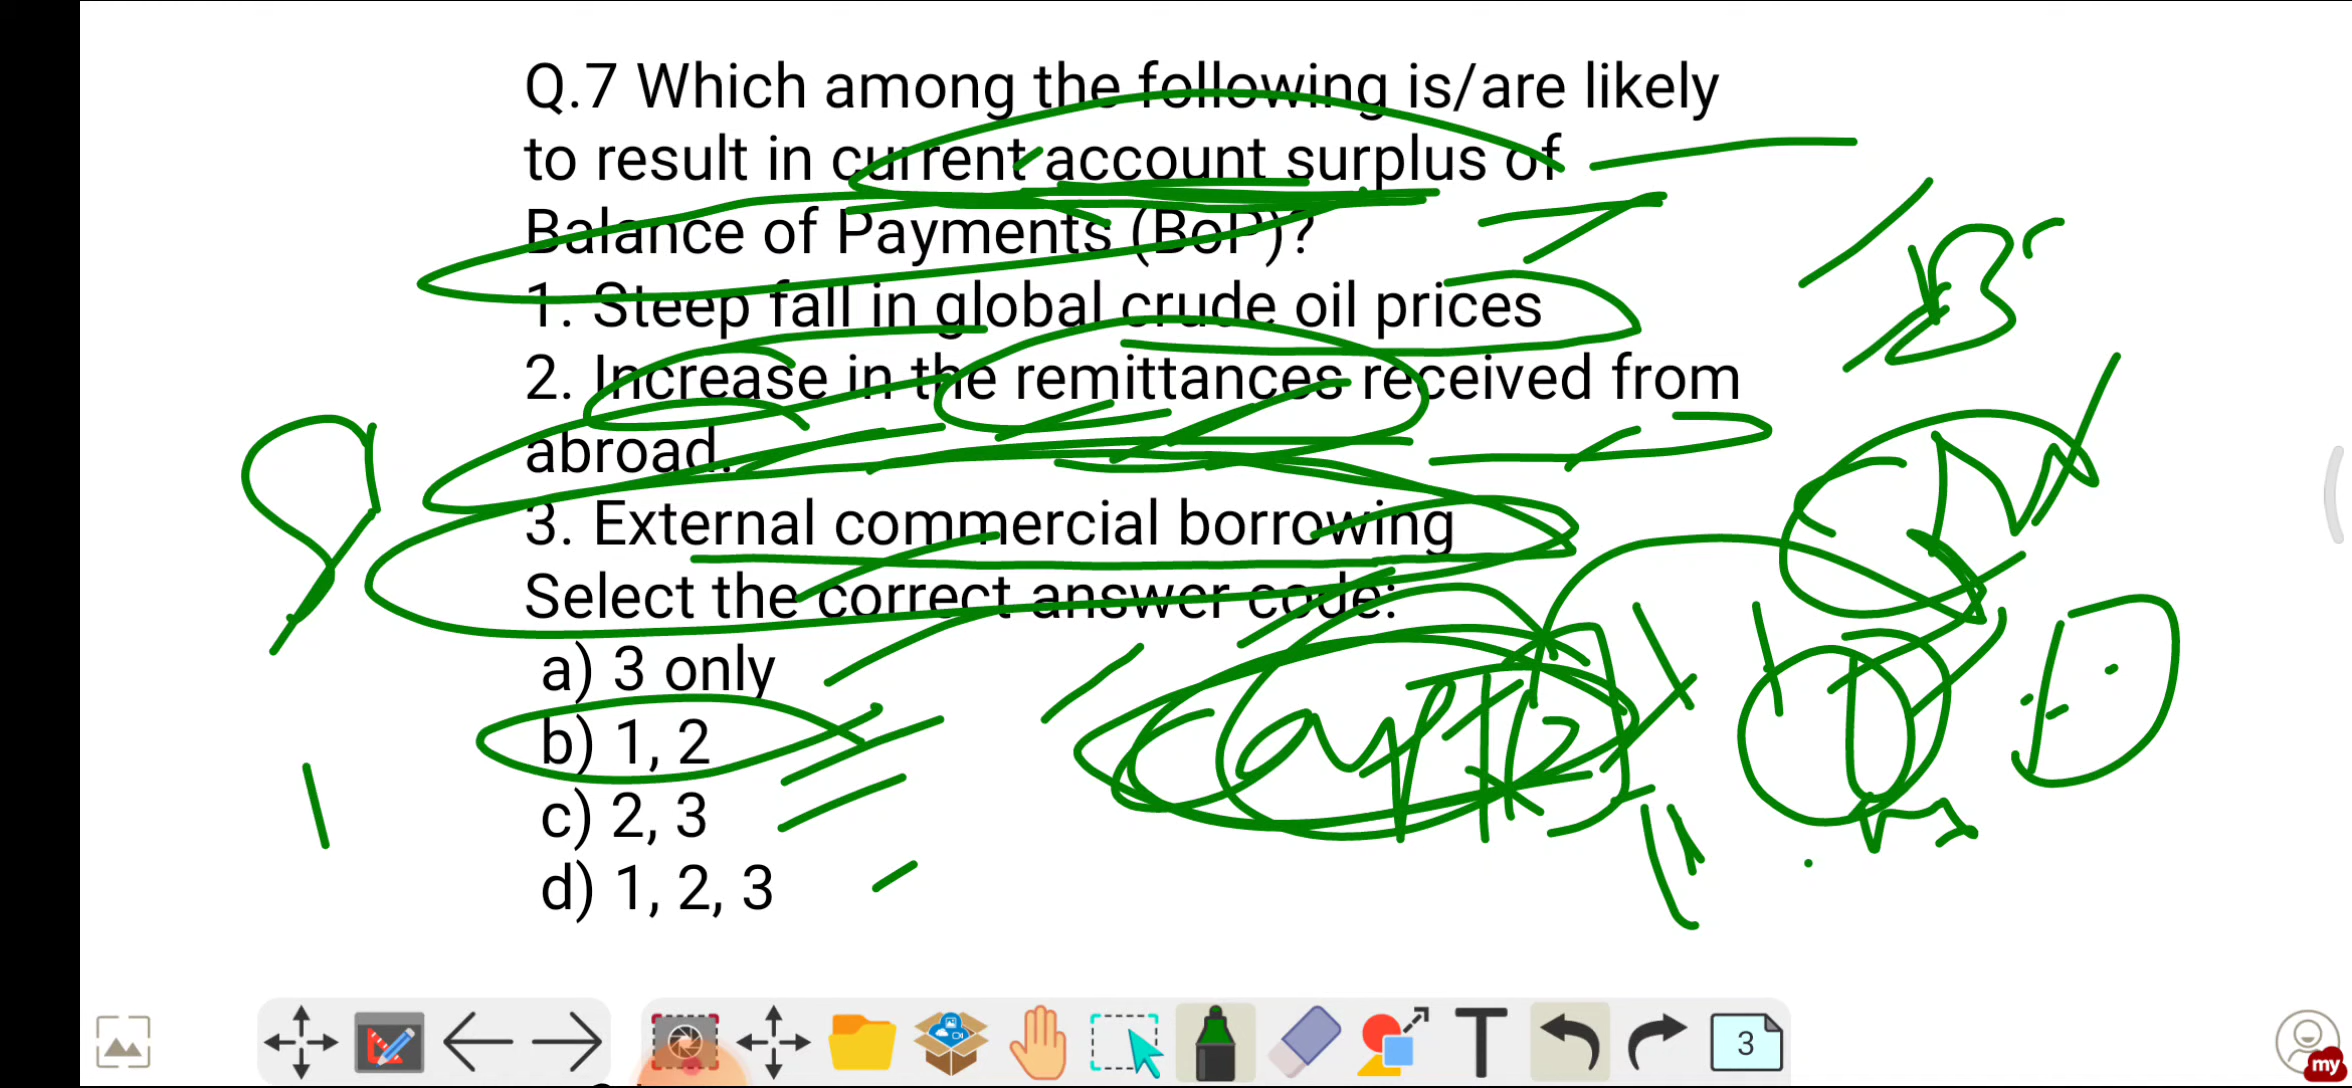 Q.7 Which among the following is/are likely
to result in current account surplus of
Balance of Payments (BoP)?
1. Steep fall in global crude oil prices
2. Increase in the remittances received from
abroad.
3. External commercial borrowing
Select the correct answer code:
a) 3 only
b) 1, 2
c) 2, 3
d) 1, 2, 3
3
my